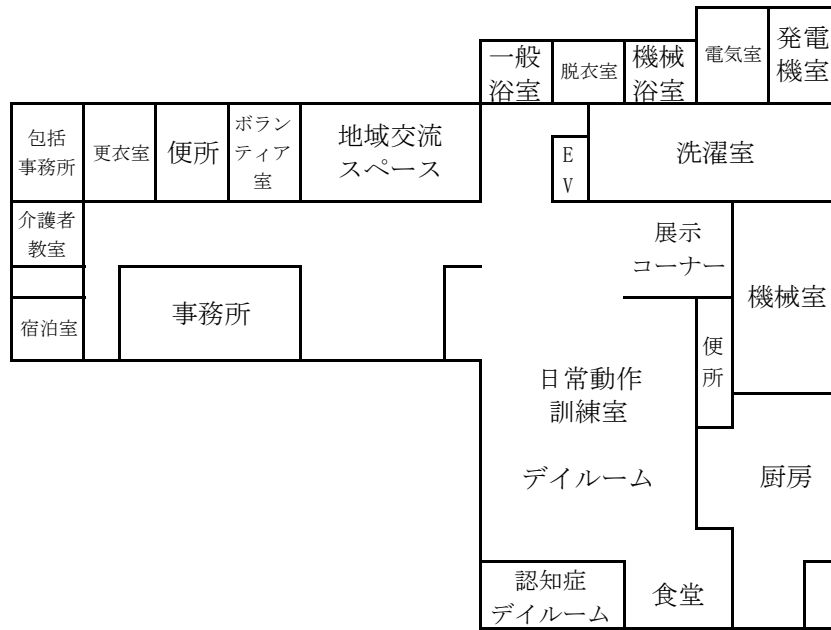 一般
浴室
脱衣室
機械
浴室
電気室
発電
機室
包括
事務所
更衣室
便所
ボラン
ティア
室
地域交流
スペース
E
V
洗濯室
介護者
教室
展示
コーナー
機械室
宿泊室
事務所
便
所
日常動作
訓練室
デイルーム
厨房
認知症
デイルーム
食堂